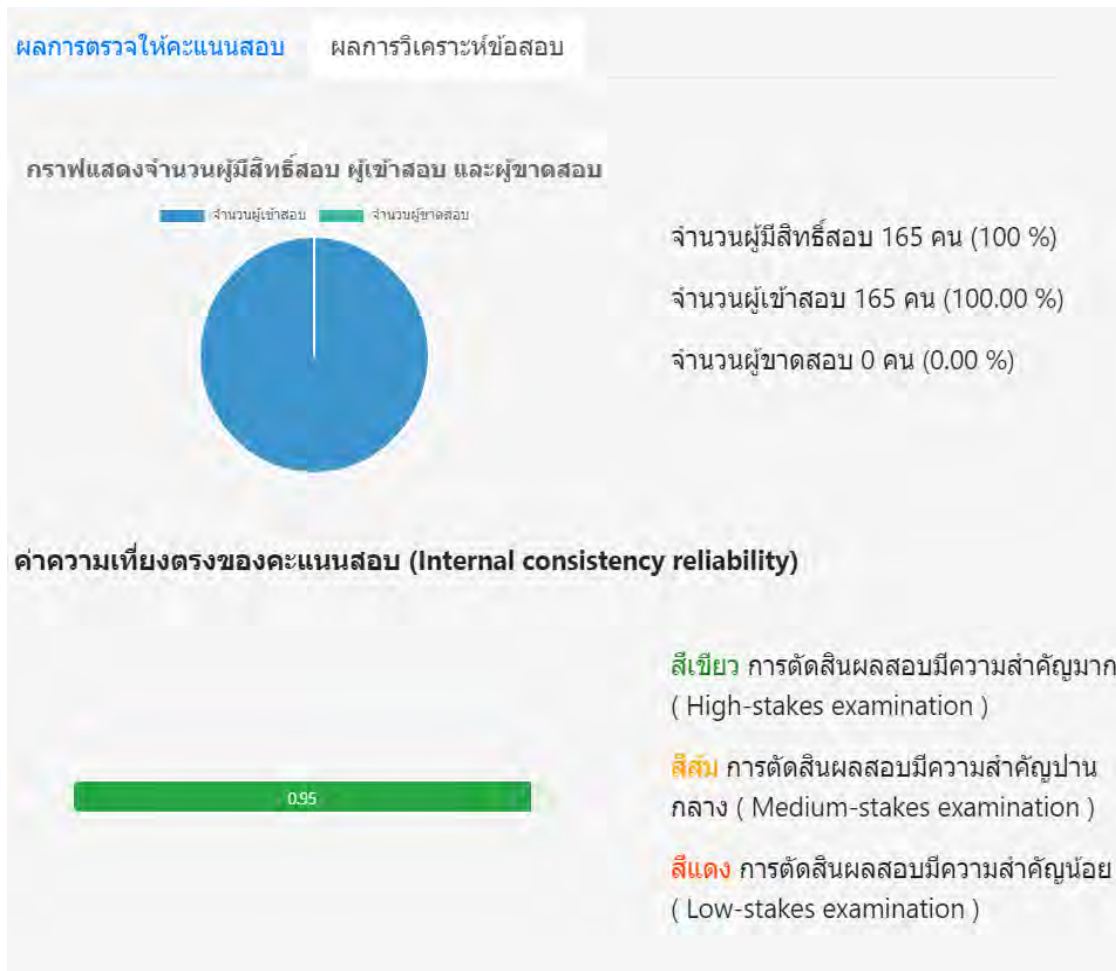 ผลการตรวจให้คะแนนสอบ ผลการวิเคราะห์ข้อสอบ
กราฟแสดงจำนวนผู้มีสิทธิ์สอบ ผู้เข้าสอบ และผู้ขาดสอบ
จำนวนผู้เข้าสอบ จำนวนผู้ขาดสอบ
จำนวนผู้มีสิทธิ์สอบ 165 คน (100 %)
จำนวนผู้เข้าสอบ 165 คน (100.00 %)
จำนวนผู้ขาดสอบ 0 คน (0.00 %)
ค่าความเที่ยงตรงของคะแนนสอบ (Internal consistency reliability)
0.95
สีเขียว การตัดสินผลสอบมีความสำคัญมาก
( High-stakes examination )
สีส้ม การตัดสินผลสอบมีความสำคัญปาน
กลาง ( Medium-stakes examination )
สีแดง การตัดสินผลสอบมีความสำคัญน้อย
( Low-stakes examination )